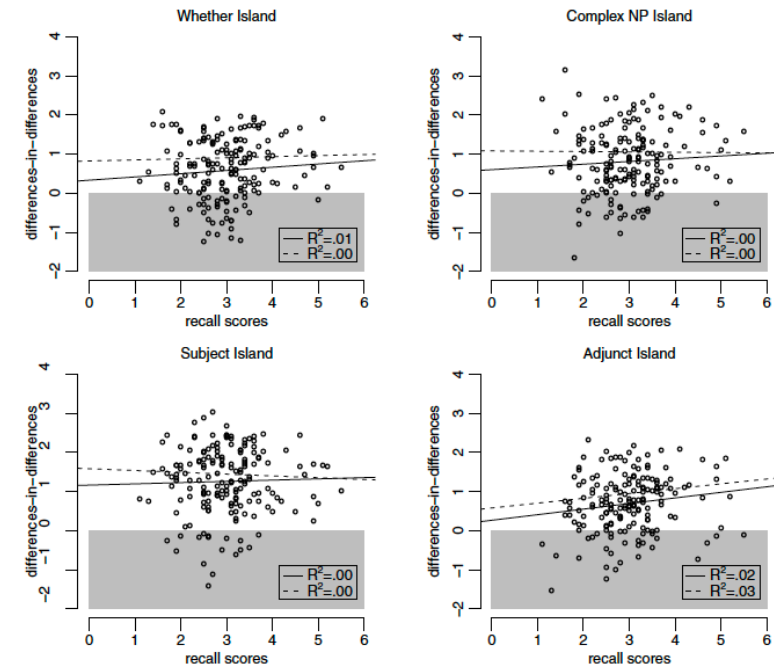 Whether Island
4
3
2
1
0
−1
−2
differences-in-differences
R²=.01
R²=.00
0 1 2 3 4 5 6
recall scores
Complex NP Island
4
3
2
1
0
−1
−2
differences-in-differences
R²=.00
R²=.00
0 1 2 3 4 5 6
recall scores
Subject Island
4
3
2
1
0
−1
−2
differences-in-differences
R²=.00
R²=.00
0 1 2 3 4 5 6
recall scores
Adjunct Island
4
3
2
1
0
−1
−2
differences-in-differences
R²=.02
R²=.03
0 1 2 3 4 5 6
recall scores